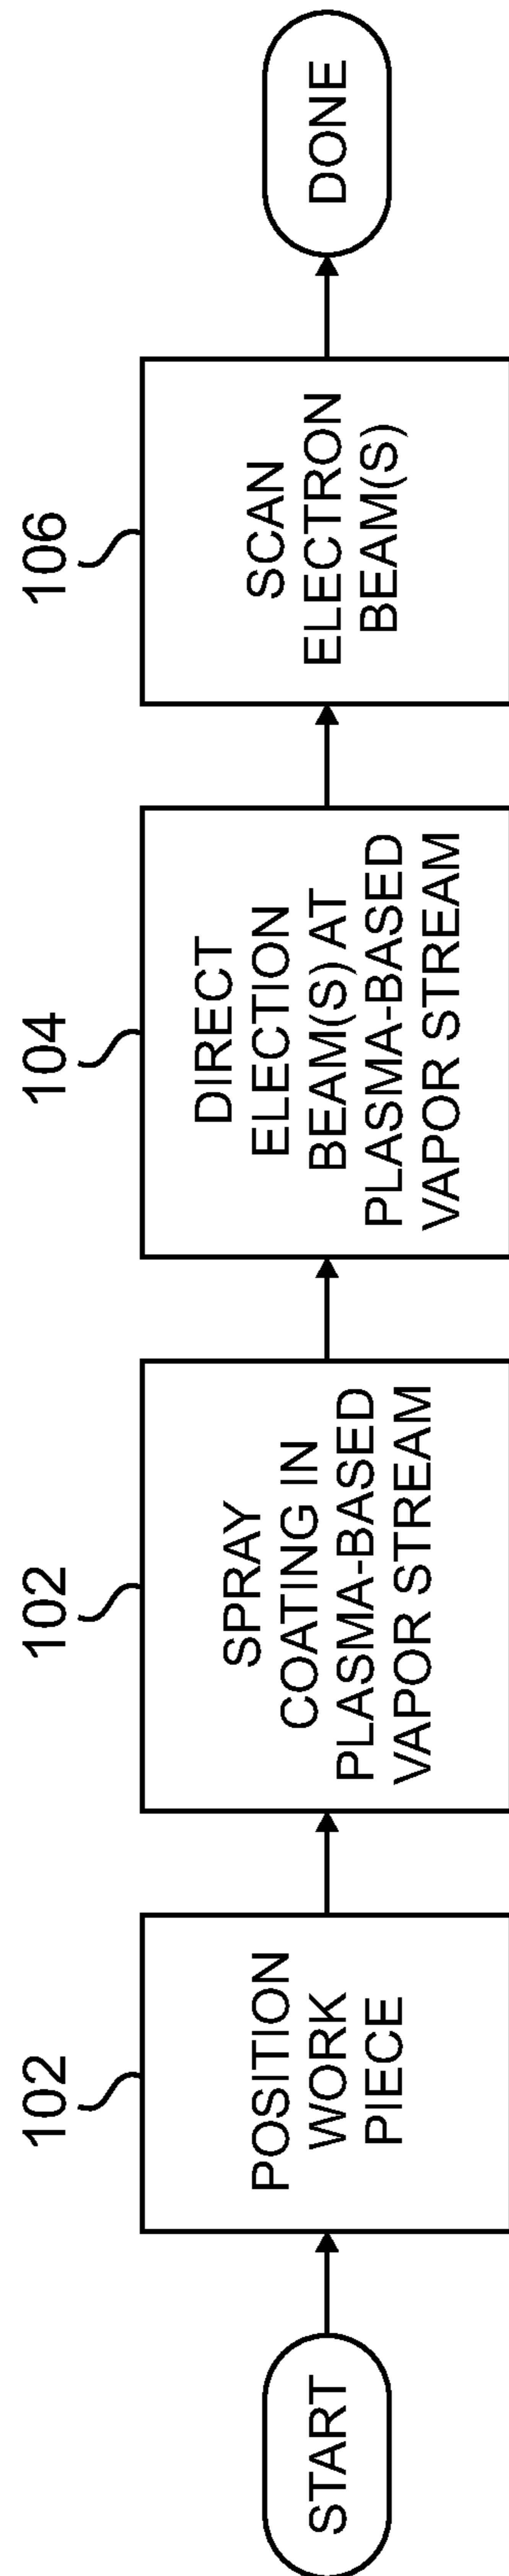 START
102
POSITION
WORK
PIECE
102
SPRAY
COATING IN
PLASMA-BASED
VAPOR STREAM
104
DIRECT
ELECTION
BEAM(S) AT
PLASMA-BASED
VAPOR STREAM
106
SCAN
ELECTRON
BEAM(S)
DONE